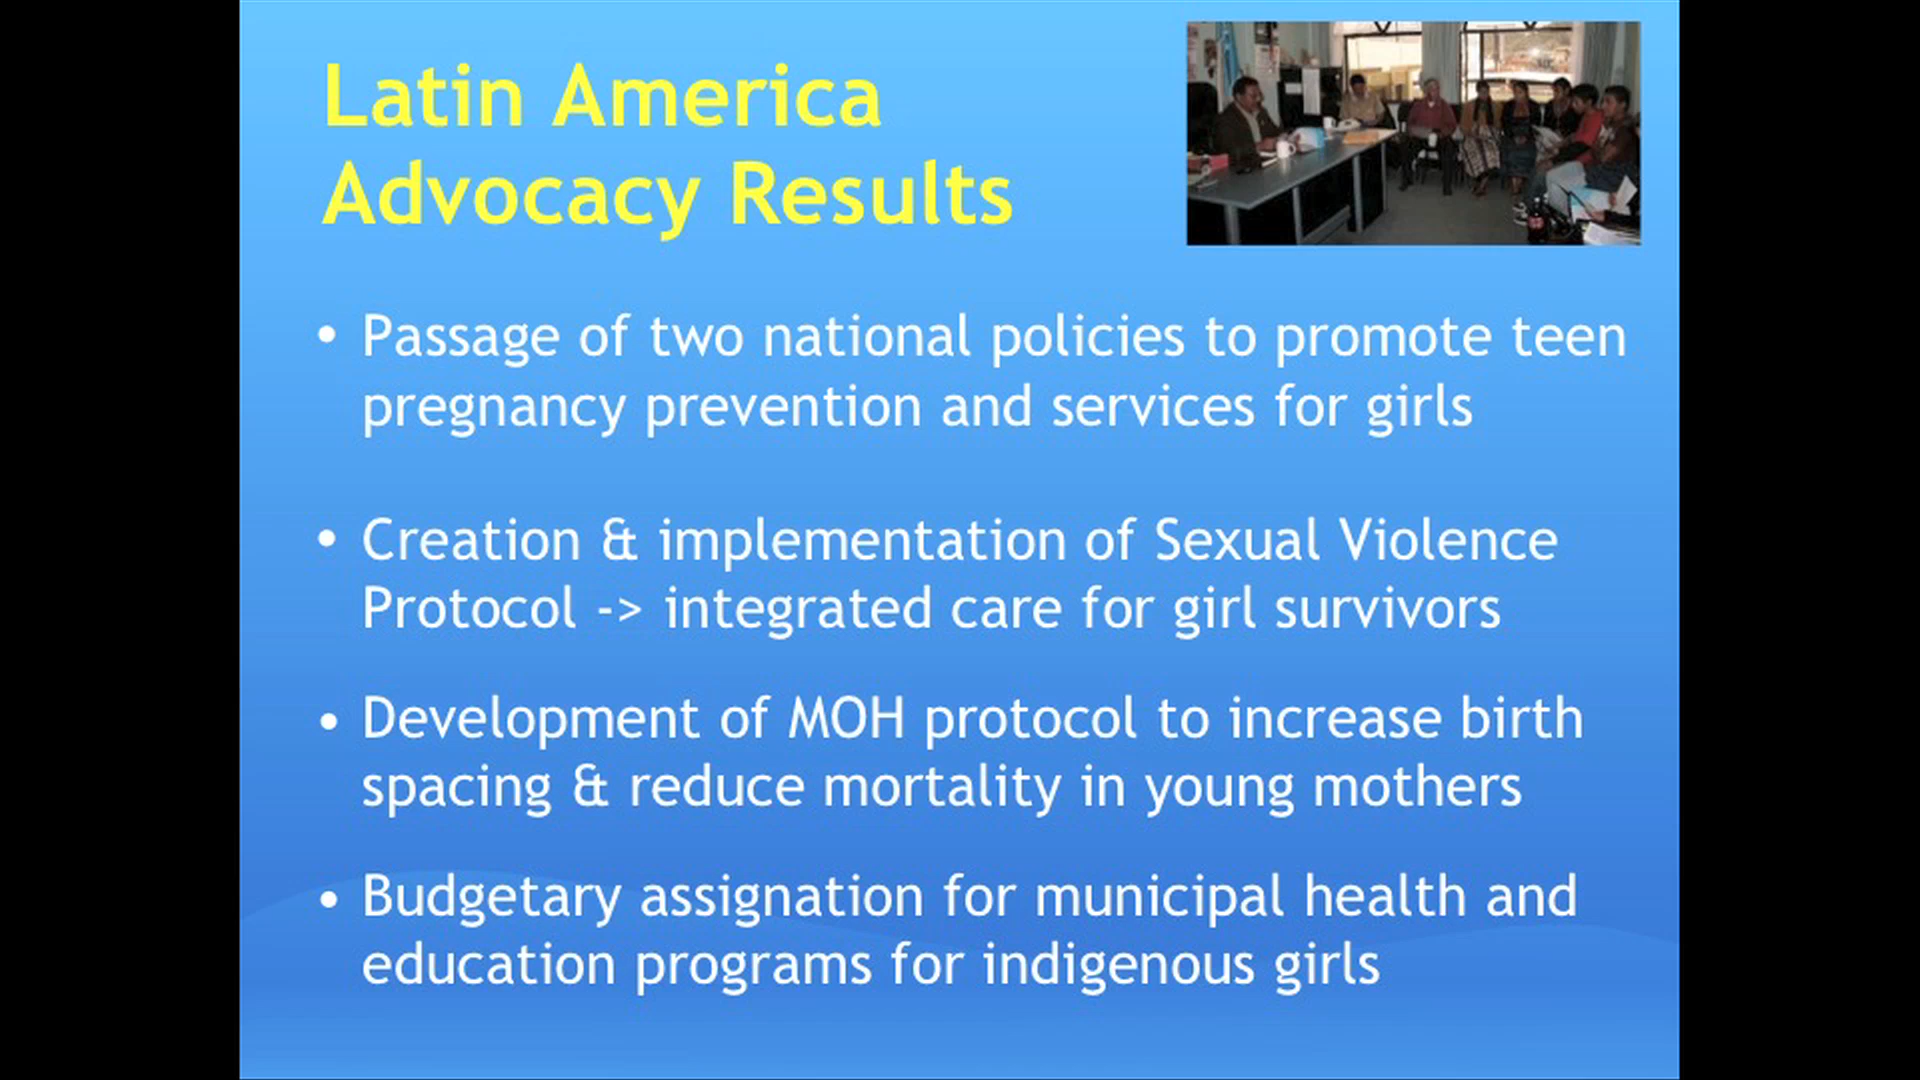 Latin America
Advocacy Results
• Passage of two national policies to promote teen
pregnancy prevention and services for girls
• Creation & implementation of Sexual Violence
Protocol -> integrated care for girl survivors
• Development of MOH protocol to increase birth
spacing & reduce mortality in young mothers
• Budgetary assignation for municipal health and
education programs for indigenous girls